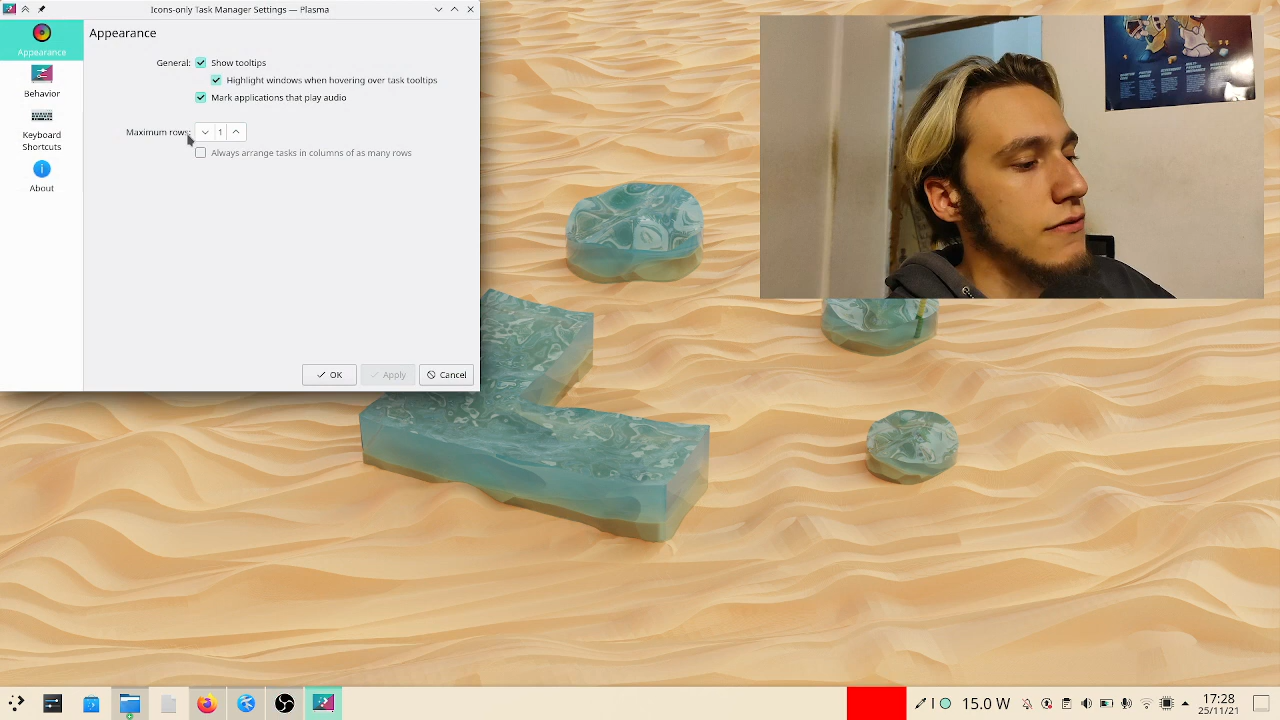 Icons-only Task Manager Settings — Plasma
Appearance
Behavior
Keyboard
Shortcuts
About
Appearance
General:
Show tooltips
Highlight windows when hovering over task tooltips
Mark applications that play audio
Maximum rows:
1
Always arrange tasks in columns of as many rows
OK
Apply
Cancel
15.0 W
17:28
25/11/21